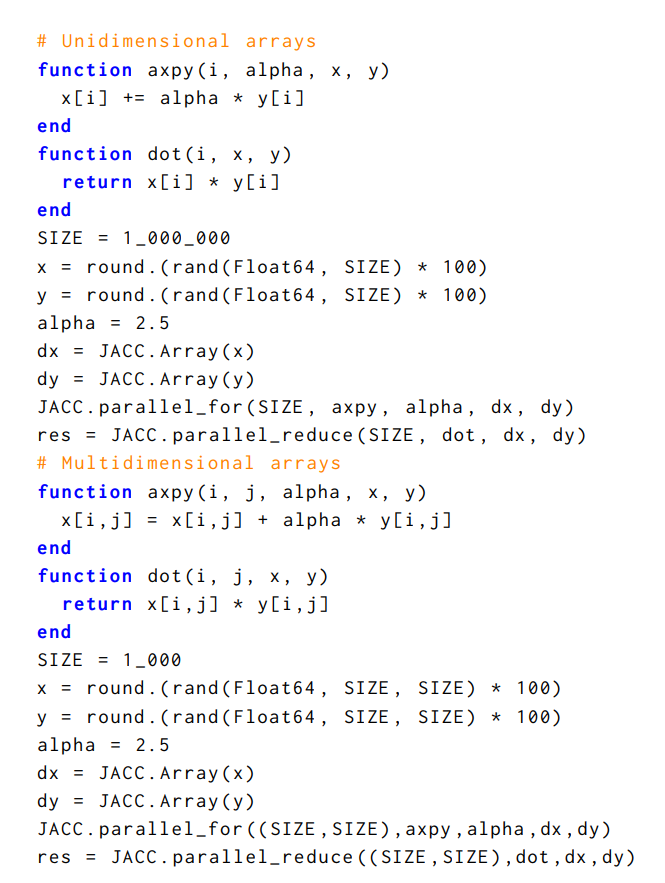 # Unidimensional arrays
function axpy(i, alpha, x, y)
  x[i] += alpha * y[i]
end
function dot(i, x, y)
  return x[i] * y[i]
end
SIZE = 1_000_000
x = round.(rand(Float64, SIZE) * 100)
y = round.(rand(Float64, SIZE) * 100)
alpha = 2.5
dx = JACC.Array(x)
dy = JACC.Array(y)
JACC.parallel_for(SIZE, axpy, alpha, dx, dy)
res = JACC.parallel_reduce(SIZE, dot, dx, dy)
# Multidimensional arrays
function axpy(i, j, alpha, x, y)
  x[i,j] = x[i,j] + alpha * y[i,j]
end
function dot(i, j, x, y)
  return x[i,j] * y[i,j]
end
SIZE = 1_000
x = round.(rand(Float64, SIZE, SIZE) * 100)
y = round.(rand(Float64, SIZE, SIZE) * 100)
alpha = 2.5
dx = JACC.Array(x)
dy = JACC.Array(y)
JACC.parallel_for((SIZE,SIZE),axpy,alpha,dx,dy)
res = JACC.parallel_reduce((SIZE,SIZE),dot,dx,dy)